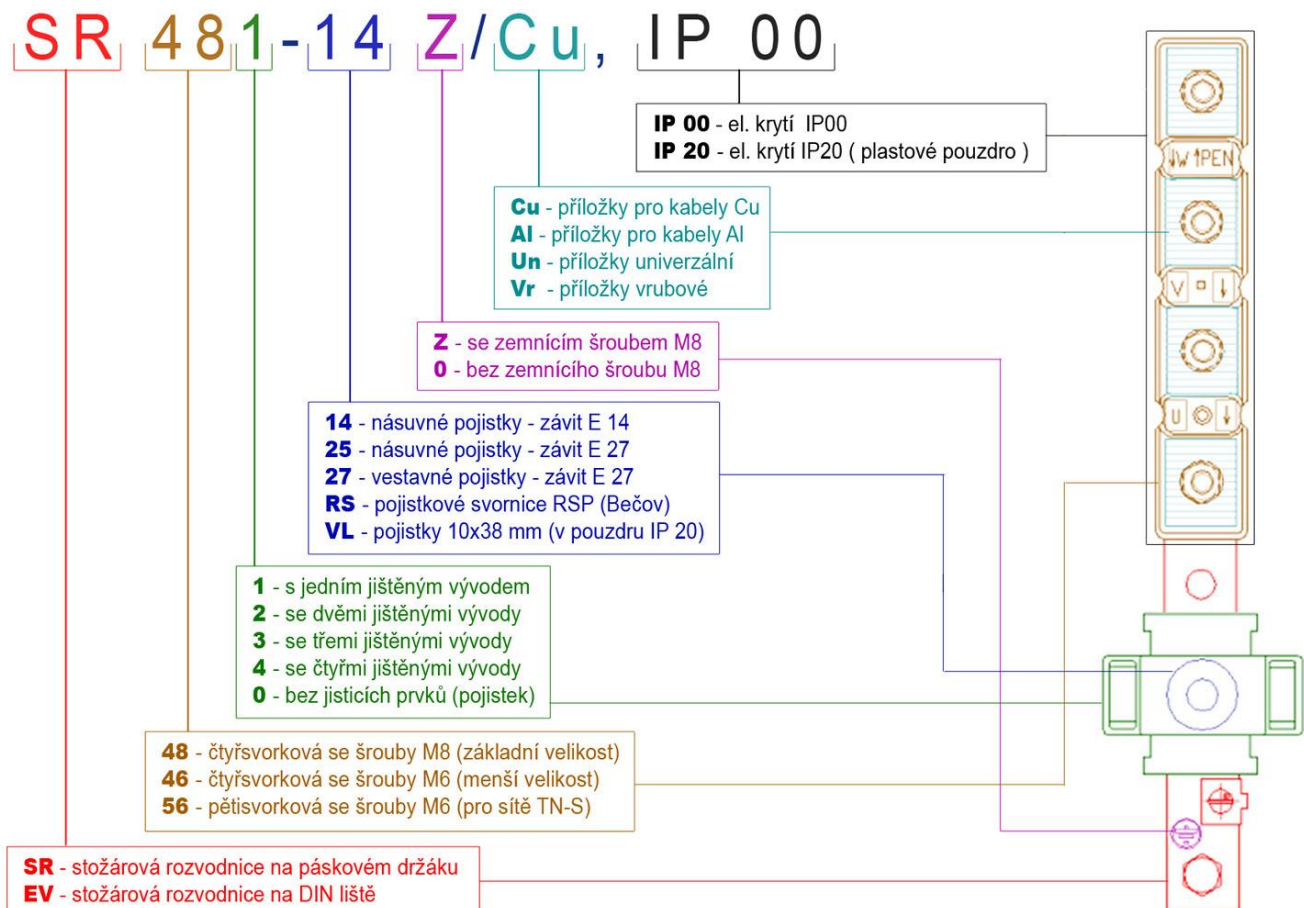 SR 481-14 Z/Cu, IP 00
IP 00 - el. krytí IP00
IP 20 - el. krytí IP20 ( plastové pouzdro )
Cu - příložky pro kabely Cu
Al - příložky pro kabely Al
Un - příložky univerzální
Vr - příložky vrubové
Z - se zemnícím šroubem M8
0 - bez zemnícího šroubu M8
14 - násuvné pojistky - závit E 14
25 - násuvné pojistky - závit E 27
27 - vestavné pojistky - závit E 27
RS - pojistkové svornice RSP (Bečov)
VL - pojistky 10x38 mm (v pouzdru IP 20)
1 - s jedním jištěným vývodem
2 - se dvěmi jištěnými vývody
3 - se třemi jištěnými vývody
4 - se čtyřmi jištěnými vývody
0 - bez jisticích prvků (pojistek)
48 - čtyřsvorková se šrouby M8 (základní velikost)
46 - čtyřsvorková se šrouby M6 (menší velikost)
56 - pětisvorková se šrouby M6 (pro sítě TN-S)
SR - stožárová rozvodnice na páskovém držáku
EV - stožárová rozvodnice na DIN liště
↓W↑PEN
V ↓
U ↓